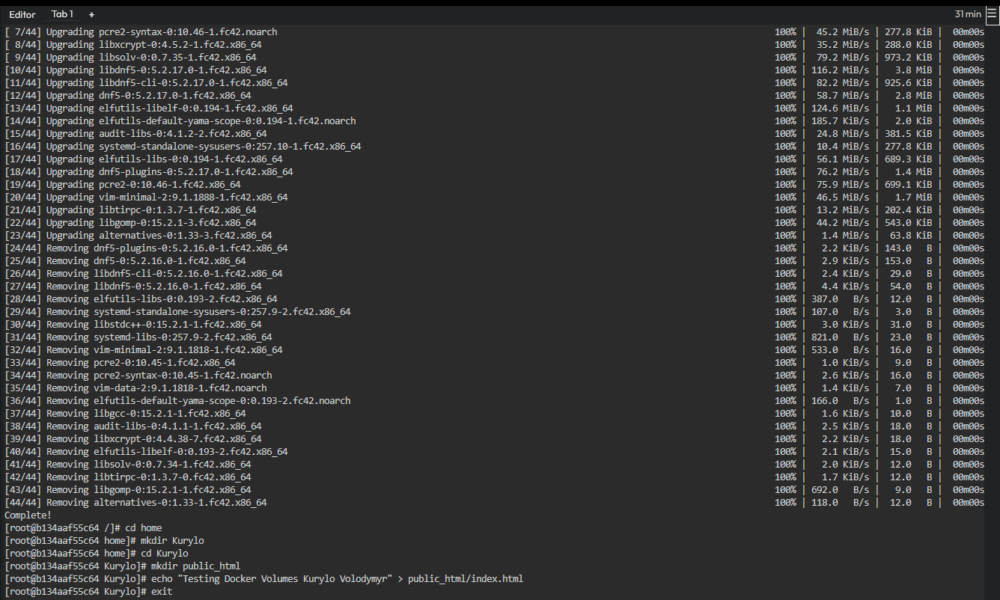 Editor Tab 1 + 31 min
[ 7/44] Upgrading pcre2-syntax-0:10.46-1.fc42.noarch 100% | 45.2 MiB/s | 277.8 KiB | 00m00s
[ 8/44] Upgrading libxcrypt-0:4.5.2-1.fc42.x86_64 100% | 35.2 MiB/s | 288.0 KiB | 00m00s
[ 9/44] Upgrading libsolv-0:0.7.35-1.fc42.x86_64 100% | 79.2 MiB/s | 973.2 KiB | 00m00s
[10/44] Upgrading libdnf5-0:5.2.17.0-1.fc42.x86_64 100% | 116.2 MiB/s | 3.8 MiB | 00m00s
[11/44] Upgrading libdnf5-cli-0:5.2.17.0-1.fc42.x86_64 100% | 82.2 MiB/s | 925.6 KiB | 00m00s
[12/44] Upgrading dnf5-0:5.2.17.0-1.fc42.x86_64 100% | 58.7 MiB/s | 2.8 MiB | 00m00s
[13/44] Upgrading elfutils-libelf-0:0.194-1.fc42.x86_64 100% | 124.6 MiB/s | 1.1 MiB | 00m00s
[14/44] Upgrading elfutils-default-yama-scope-0:0.194-1.fc42.noarch 100% | 185.7 KiB/s | 2.0 KiB | 00m00s
[15/44] Upgrading audit-libs-0:4.1.2-2.fc42.x86_64 100% | 24.8 MiB/s | 381.5 KiB | 00m00s
[16/44] Upgrading systemd-standalone-sysusers-0:257.10-1.fc42.x86_64 100% | 10.4 MiB/s | 277.8 KiB | 00m00s
[17/44] Upgrading elfutils-libs-0:0.194-1.fc42.x86_64 100% | 56.1 MiB/s | 689.3 KiB | 00m00s
[18/44] Upgrading dnf5-plugins-0:5.2.17.0-1.fc42.x86_64 100% | 76.2 MiB/s | 1.4 MiB | 00m00s
[19/44] Upgrading pcre2-0:10.46-1.fc42.x86_64 100% | 75.9 MiB/s | 699.1 KiB | 00m00s
[20/44] Upgrading vim-minimal-2:9.1.1888-1.fc42.x86_64 100% | 46.5 MiB/s | 1.7 MiB | 00m00s
[21/44] Upgrading libtirpc-0:1.3.7-1.fc42.x86_64 100% | 13.2 MiB/s | 202.4 KiB | 00m00s
[22/44] Upgrading libgomp-0:15.2.1-3.fc42.x86_64 100% | 44.2 MiB/s | 543.0 KiB | 00m00s
[23/44] Upgrading alternatives-0:1.33-3.fc42.x86_64 100% | 1.4 MiB/s | 63.8 KiB | 00m00s
[24/44] Removing dnf5-plugins-0:5.2.16.0-1.fc42.x86_64 100% | 2.2 KiB/s | 143.0 B | 00m00s
[25/44] Removing dnf5-0:5.2.16.0-1.fc42.x86_64 100% | 2.9 KiB/s | 153.0 B | 00m00s
[26/44] Removing libdnf5-cli-0:5.2.16.0-1.fc42.x86_64 100% | 2.4 KiB/s | 29.0 B | 00m00s
[27/44] Removing libdnf5-0:5.2.16.0-1.fc42.x86_64 100% | 4.4 KiB/s | 54.0 B | 00m00s
[28/44] Removing elfutils-libs-0:0.193-2.fc42.x86_64 100% | 387.0 B/s | 12.0 B | 00m00s
[29/44] Removing systemd-standalone-sysusers-0:257.9-2.fc42.x86_64 100% | 107.0 B/s | 3.0 B | 00m00s
[30/44] Removing libstdc++-0:15.2.1-1.fc42.x86_64 100% | 3.0 KiB/s | 31.0 B | 00m00s
[31/44] Removing systemd-libs-0:257.9-2.fc42.x86_64 100% | 821.0 B/s | 23.0 B | 00m00s
[32/44] Removing vim-minimal-2:9.1.1818-1.fc42.x86_64 100% | 533.0 B/s | 16.0 B | 00m00s
[33/44] Removing pcre2-0:10.45-1.fc42.x86_64 100% | 1.0 KiB/s | 9.0 B | 00m00s
[34/44] Removing pcre2-syntax-0:10.45-1.fc42.noarch 100% | 2.6 KiB/s | 16.0 B | 00m00s
[35/44] Removing vim-data-2:9.1.1818-1.fc42.noarch 100% | 1.4 KiB/s | 7.0 B | 00m00s
[36/44] Removing elfutils-default-yama-scope-0:0.193-2.fc42.noarch 100% | 166.0 B/s | 1.0 B | 00m00s
[37/44] Removing libgcc-0:15.2.1-1.fc42.x86_64 100% | 1.6 KiB/s | 10.0 B | 00m00s
[38/44] Removing audit-libs-0:4.1.1-1.fc42.x86_64 100% | 2.5 KiB/s | 18.0 B | 00m00s
[39/44] Removing libxcrypt-0:4.4.38-7.fc42.x86_64 100% | 2.2 KiB/s | 18.0 B | 00m00s
[40/44] Removing elfutils-libelf-0:0.193-2.fc42.x86_64 100% | 2.1 KiB/s | 15.0 B | 00m00s
[41/44] Removing libsolv-0:0.7.34-1.fc42.x86_64 100% | 2.0 KiB/s | 12.0 B | 00m00s
[42/44] Removing libtirpc-0:1.3.7-0.fc42.x86_64 100% | 1.7 KiB/s | 12.0 B | 00m00s
[43/44] Removing libgomp-0:15.2.1-1.fc42.x86_64 100% | 692.0 B/s | 9.0 B | 00m00s
[44/44] Removing alternatives-0:1.33-1.fc42.x86_64 100% | 118.0 B/s | 12.0 B | 00m00s
Complete!
[root@b134aaf55c64 /]# cd home
[root@b134aaf55c64 home]# mkdir Kurylo
[root@b134aaf55c64 home]# cd Kurylo
[root@b134aaf55c64 Kurylo]# mkdir public_html
[root@b134aaf55c64 Kurylo]# echo "Testing Docker Volumes Kurylo Volodymyr" > public_html/index.html
[root@b134aaf55c64 Kurylo]# exit